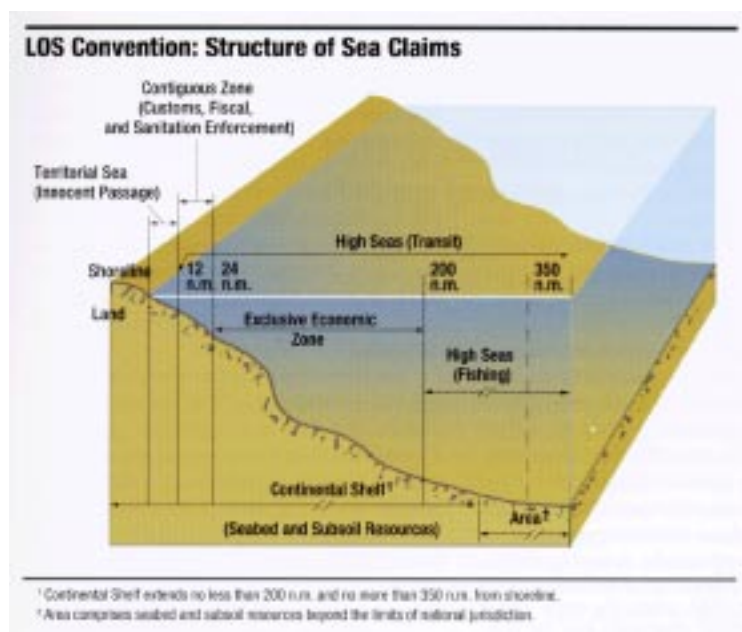 LOS Convention: Structure of Sea Claims
Contiguous Zone
(Customs, Fiscal,
and Sanitation Enforcement)
Territorial Sea
(Innocent Passage)
High Seas (Transit)
Shoreline
12
n.m.
24
n.m.
200
n.m.
350
n.m.
Land
Exclusive Economic
Zone
High Seas
(Fishing)
Continental Shelf¹
Area²
(Seabed and Subsoil Resources)
¹ Continental Shelf extends no less than 200 n.m. and no more than 350 n.m. from shoreline.
² Area comprises seabed and subsoil resources beyond the limits of national jurisdiction.